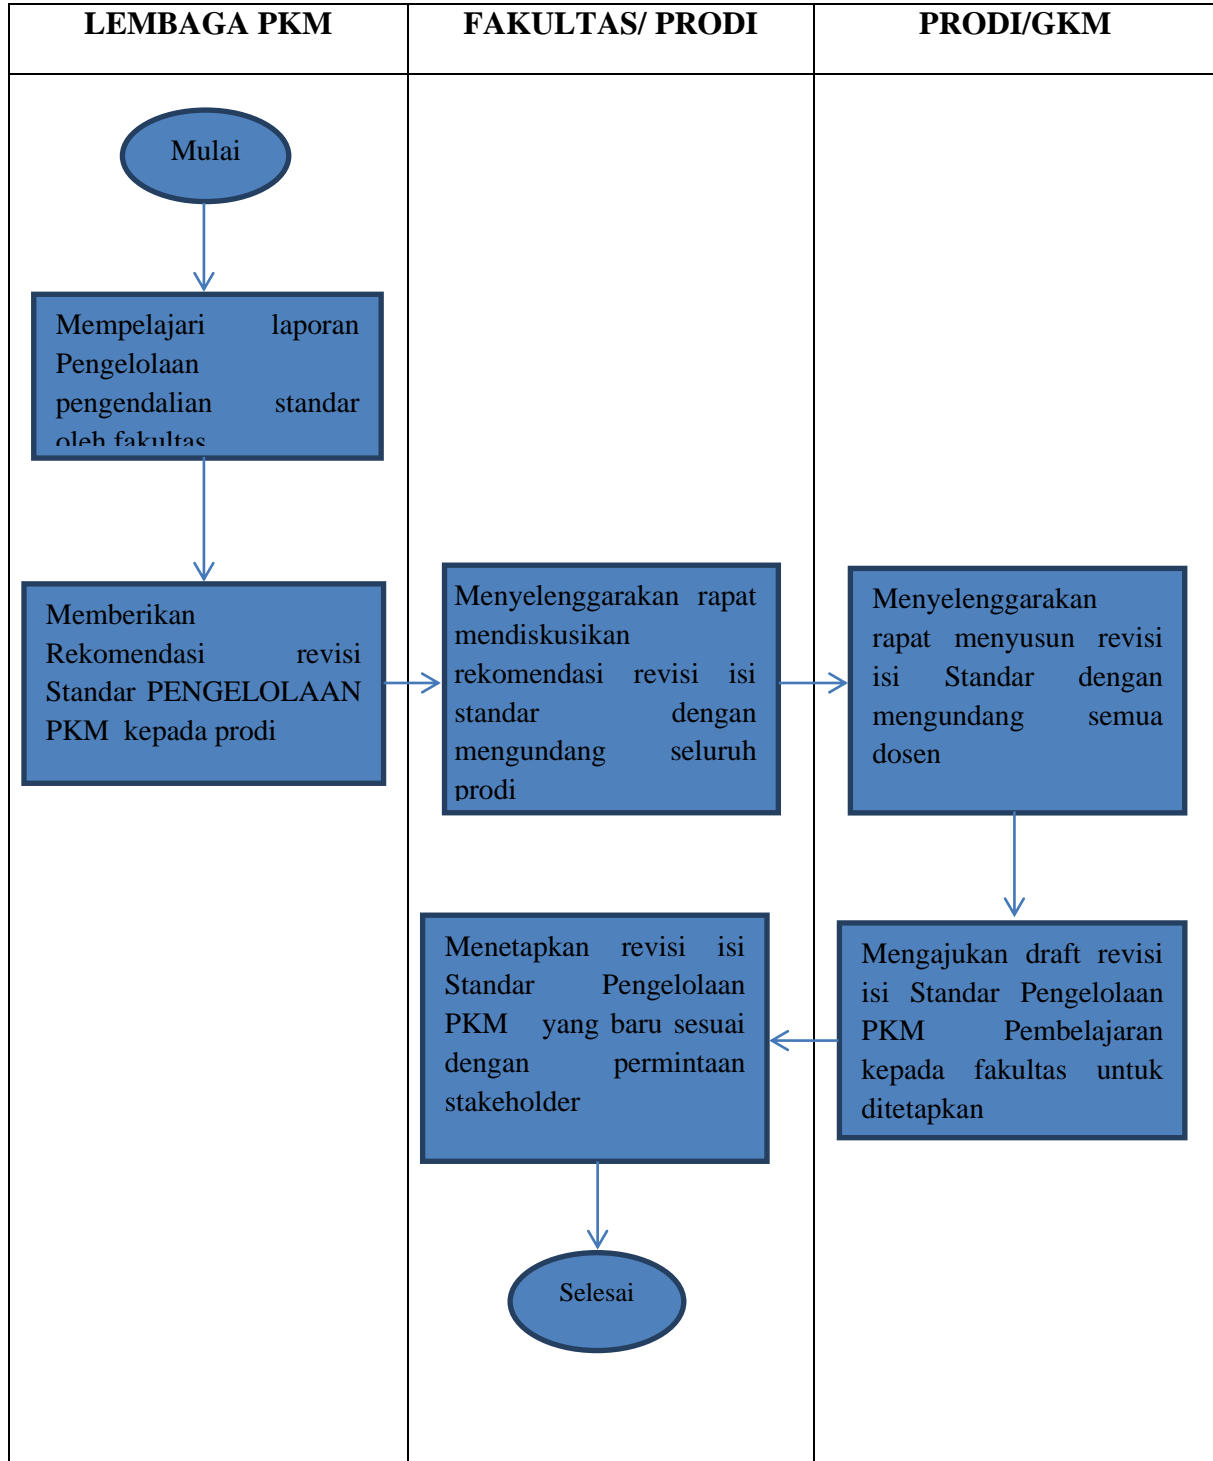 LEMBAGA PKM
FAKULTAS/ PRODI
PRODI/GKM
Mulai
Mempelajari laporan
Pengelolaan
pengendalian standar
oleh fakultas
Memberikan
Rekomendasi revisi
Standar PENGELOLAAN
PKM kepada prodi
Menyelenggarakan rapat
mendiskusikan
rekomendasi revisi isi
standar dengan
mengundang seluruh
prodi
Menyelenggarakan
rapat menyusun revisi
isi Standar dengan
mengundang semua
dosen
Mengajukan draft revisi
isi Standar Pengelolaan
PKM Pembelajaran
kepada fakultas untuk
ditetapkan
Menetapkan revisi isi
Standar Pengelolaan
PKM yang baru sesuai
dengan permintaan
stakeholder
Selesai